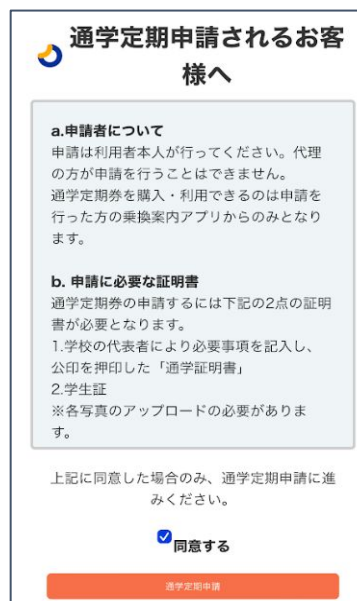 通学定期申請されるお客
様へ
a.申請者について
申請は利用者本人が行ってください。代理
の方が申請を行うことはできません。
通学定期券を購入・利用できるのは申請を
行った方の乗換案内アプリからのみとなり
ます。
b. 申請に必要な証明書
通学定期券の申請するには下記の2点の証明
書が必要となります。
1.学校の代表者により必要事項を記入し、
公印を押印した「通学証明書」
2.学生証
※各写真のアップロードの必要がありま
す。
上記に同意した場合のみ、通学定期申請に進
みください。
同意する
通学定期申請